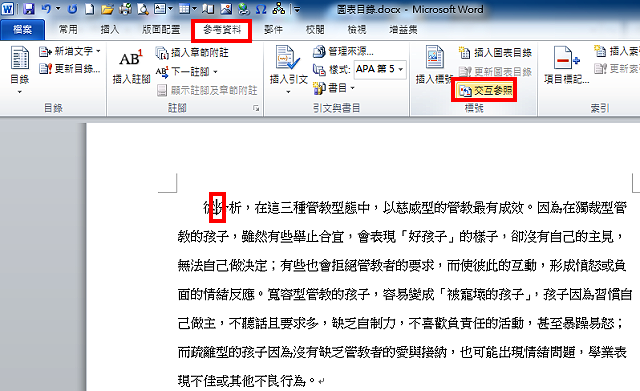 圖表目錄.docx - Microsoft Word
檔案 常用 插入 版面配置 參考資料 郵件 校閱 檢視 增益集
目錄 新增文字 更新目錄... 目錄
插入註腳 AB¹ 插入章節附註 下一註腳 顯示註腳及章節附註 註腳
插入引文 管理來源... 樣式: APA 第 5 書目 引文與書目
插入標號 插入圖表目錄 更新圖表目錄 交互參照 標號
項目標記... 插入索 更新索 索引
從分析,在這三種管教型態中,以慈威型的管教最有成效。因為在獨裁型管
教的孩子,雖然有些舉止合宜,會表現「好孩子」的樣子,卻沒有自己的主見,
無法自己做決定;有些也會拒絕管教者的要求,而使彼此的互動,形成憤怒或負
面的情緒反應。寬容型管教的孩子,容易變成「被寵壞的孩子」,孩子因為習慣自
己做主,不聽話且要求多,缺乏自制力,不喜歡負責任的活動,甚至暴躁易怒;
而疏離型的孩子因為沒有缺乏管教者的愛與接納,也可能出現情緒問題,學業表
現不佳或其他不良行為。